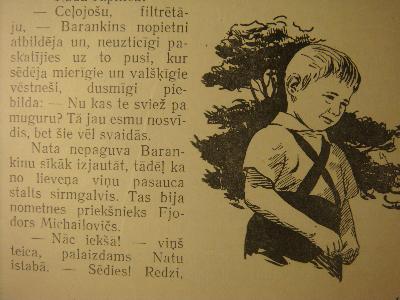 — Ceļojošu, filtrētā-
ju, — Barankins nopietni
atbildēja un, neuzticīgi pa-
skatījies uz to pusi, kur
sēdēja mierīgie un valšķīgie
vēstneši, dusmīgi pie-
bilda: — Nu kas te sviež pa
muguru? Tā jau esmu nosvī-
dis, bet šie vēl svaidās.
Nata nepaguva Baran-
kinu sīkāk izjautāt, tādēļ ka
no lieveņa viņu pasauca
stalts sirmgalvis. Tas bija
nometnes priekšnieks Fjo-
dors Michailovičs.
— Nāc iekšā! — viņš
teica, palaizdams Natu
istabā. — Sēdies! Redzi,